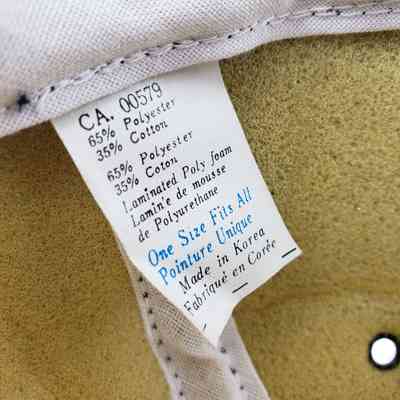 CA. 00579
65% Polyester
35% Cotton
65% Polyester
35% Coton
Laminated Poly foam
Lamin'e de mousse
de Polyurethane
One Size Fits All
Pointure Unique
Made in Korea
Fabriqué en Corée